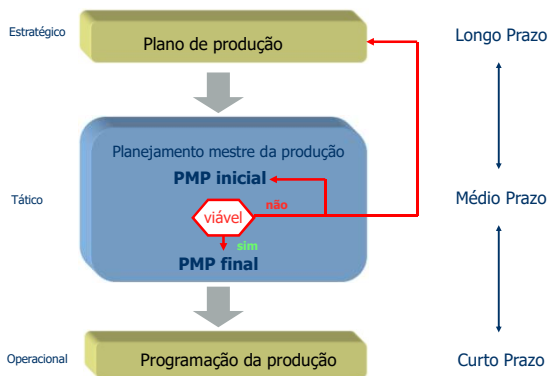 Estratégico
Plano de produção
Longo Prazo
Planejamento mestre da produção
PMP inicial
Tático
Médio Prazo
não
viável
sim
PMP final
Operacional
Programação da produção
Curto Prazo